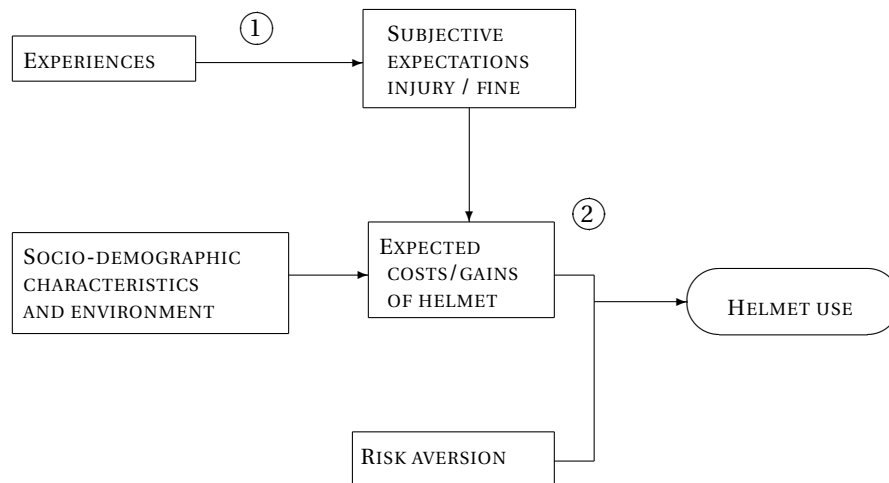 ①
EXPERIENCES
SUBJECTIVE
EXPECTATIONS
INJURY / FINE
②
SOCIO-DEMOGRAPHIC
CHARACTERISTICS
AND ENVIRONMENT
EXPECTED
COSTS/GAINS
OF HELMET
HELMET USE
RISK AVERSION